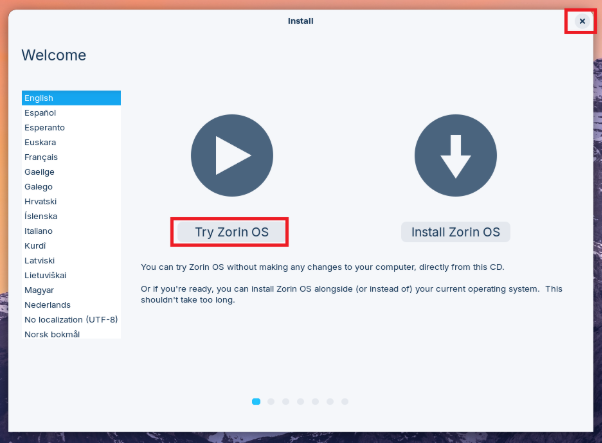 Install
Welcome
English
Español
Esperanto
Euskara
Français
Gaeilge
Galego
Hrvatski
Íslenska
Italiano
Kurdî
Latviski
Lietuviškai
Magyar
Nederlands
No localization (UTF-8)
Norsk bokmål
Try Zorin OS
Install Zorin OS
You can try Zorin OS without making any changes to your computer, directly from this CD.
Or if you're ready, you can install Zorin OS alongside (or instead of) your current operating system. This
shouldn't take too long.